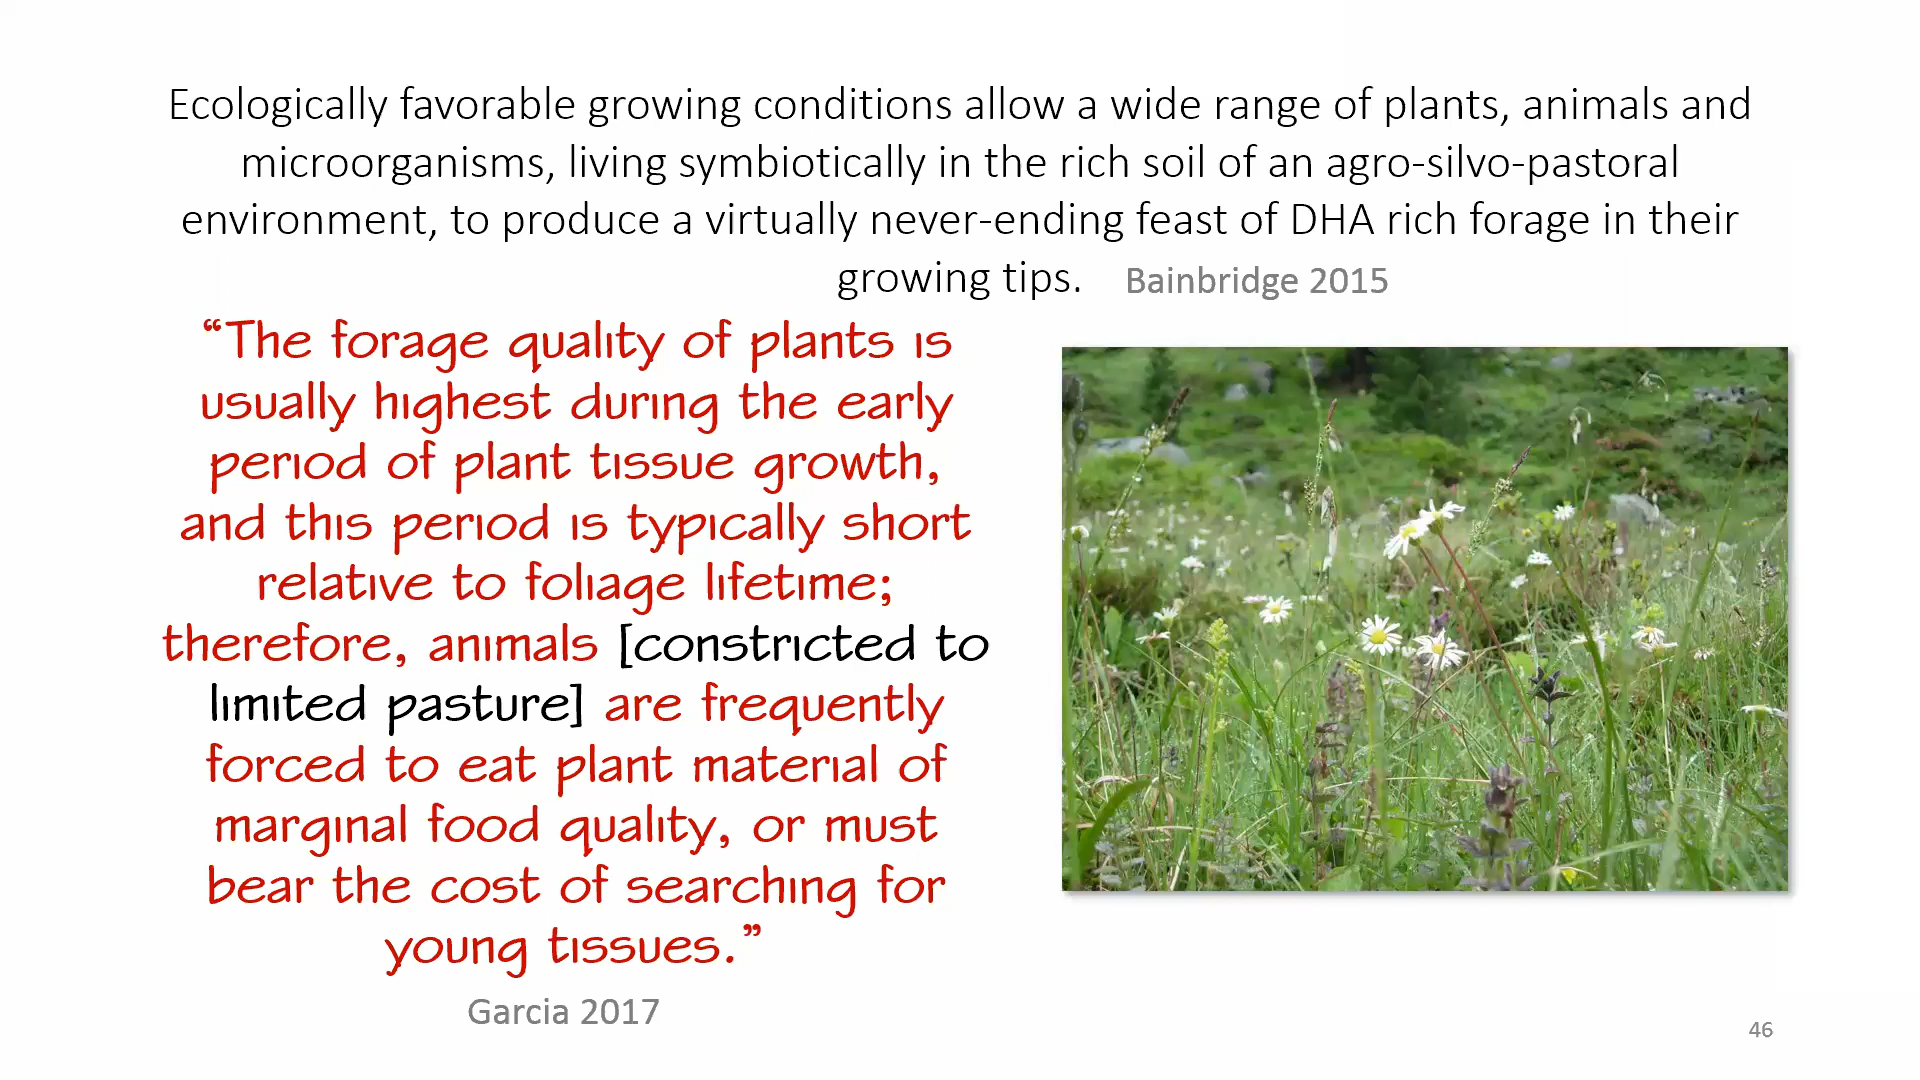 Ecologically favorable growing conditions allow a wide range of plants, animals and
microorganisms, living symbiotically in the rich soil of an agro-silvo-pastoral
environment, to produce a virtually never-ending feast of DHA rich forage in their
growing tips. Bainbridge 2015
“The forage quality of plants is
usually highest during the early
period of plant tissue growth,
and this period is typically short
relative to foliage lifetime;
therefore, animals [constricted to
limited pasture] are frequently
forced to eat plant material of
marginal food quality, or must
bear the cost of searching for
young tissues.”
Garcia 2017
46